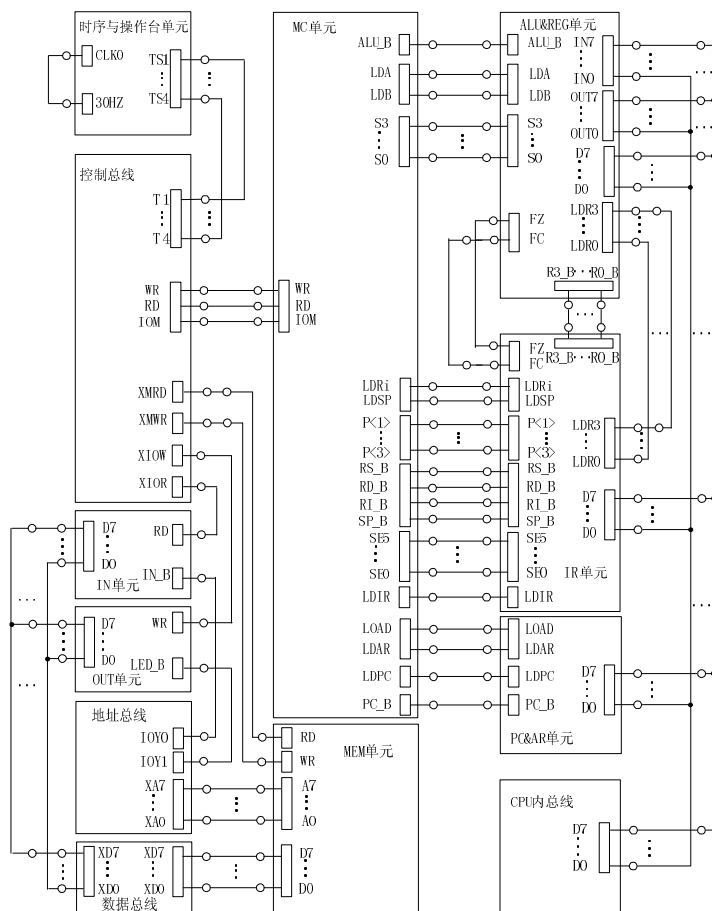 时序与操作台单元
CLK0
30HZ
TS1
TS4
控制总线
T1
T4
WR
RD
IOM
XMRD
XMWR
XIOW
XIOR
D7
D0
RD
IN_B
IN单元
D7
D0
WR
LED_B
OUT单元
地址总线
IOY0
IOY1
XA7
XA0
XD7
XD0
XD7
XD0
数据总线
MC单元
WR
RD
IOM
ALU_B
LDA
LDB
S3
S0
LDRi
LDSP
P<1>
P<3>
RS_B
RD_B
RI_B
SP_B
SE5
SE0
LDIR
LOAD
LDAR
LDPC
PC_B
MEM单元
RD
WR
A7
A0
D7
D0
ALU&REG单元
ALU_B
LDA
LDB
S3
S0
FZ
FC
IN7
IN0
OUT7
OUT0
D7
D0
LDR3
LDR0
R3_B···R0_B
R3_B···R0_B
FZ
FC
LDRi
LDSP
P<1>
P<3>
RS_B
RD_B
RI_B
SP_B
SE5
SE0
LDIR
LDR3
LDR0
D7
D0
IR单元
LOAD
LDAR
LDPC
PC_B
D7
D0
PC&AR单元
CPU内总线
D7
D0